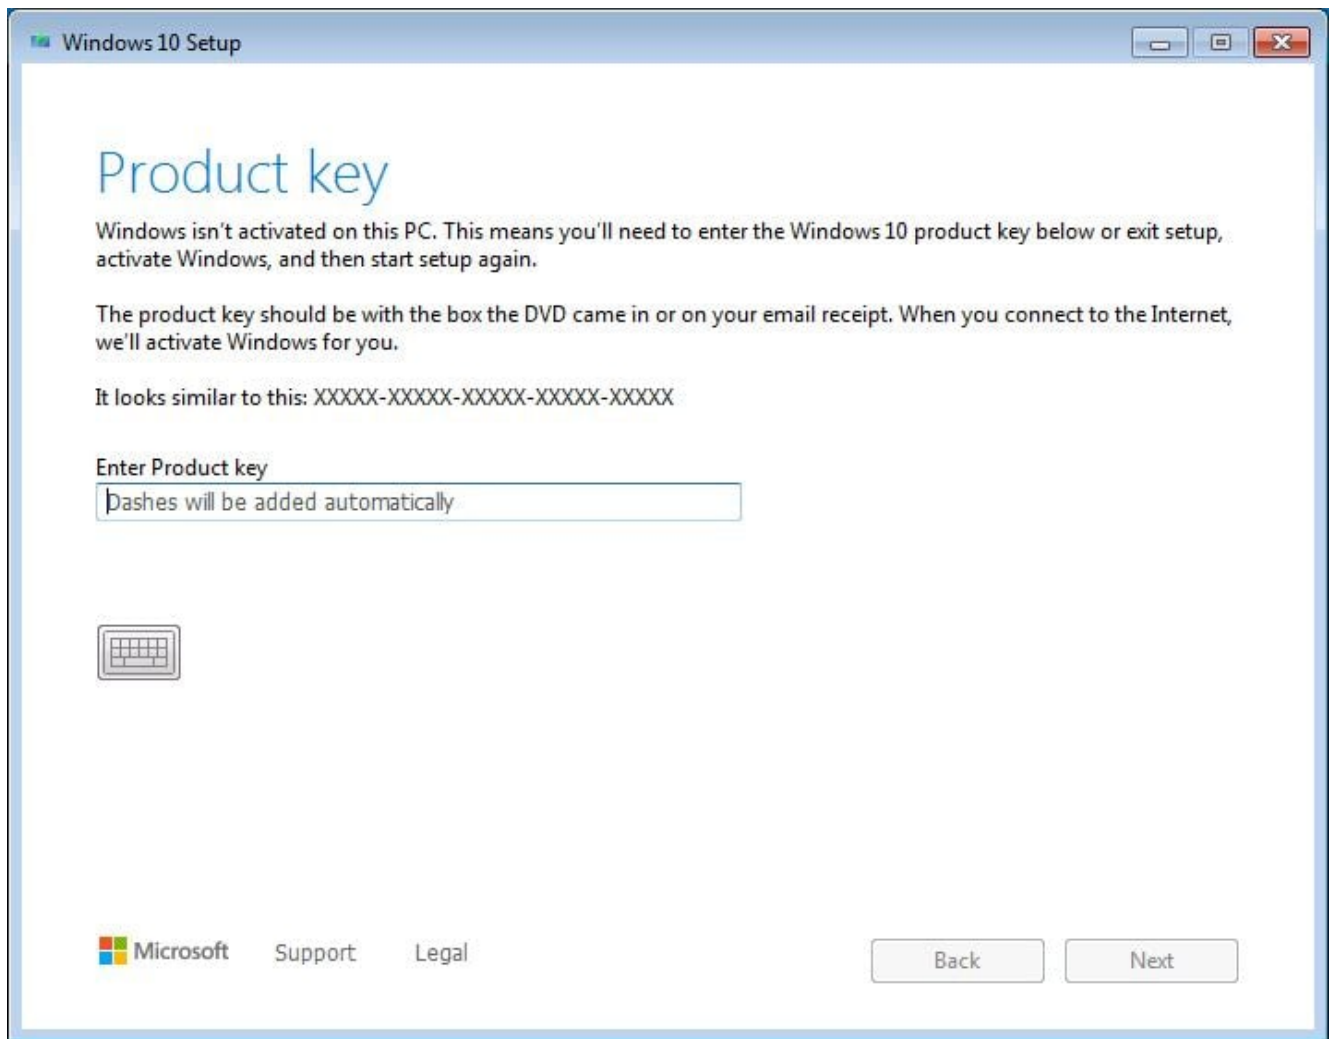 Windows 10 Setup
Product key
Windows isn't activated on this PC. This means you'll need to enter the Windows 10 product key below or exit setup,
activate Windows, and then start setup again.
The product key should be with the box the DVD came in or on your email receipt. When you connect to the Internet,
we'll activate Windows for you.
It looks similar to this: XXXXX-XXXXX-XXXXX-XXXXX-XXXXX
Enter Product key
Dashes will be added automatically
Microsoft Support Legal
Back Next